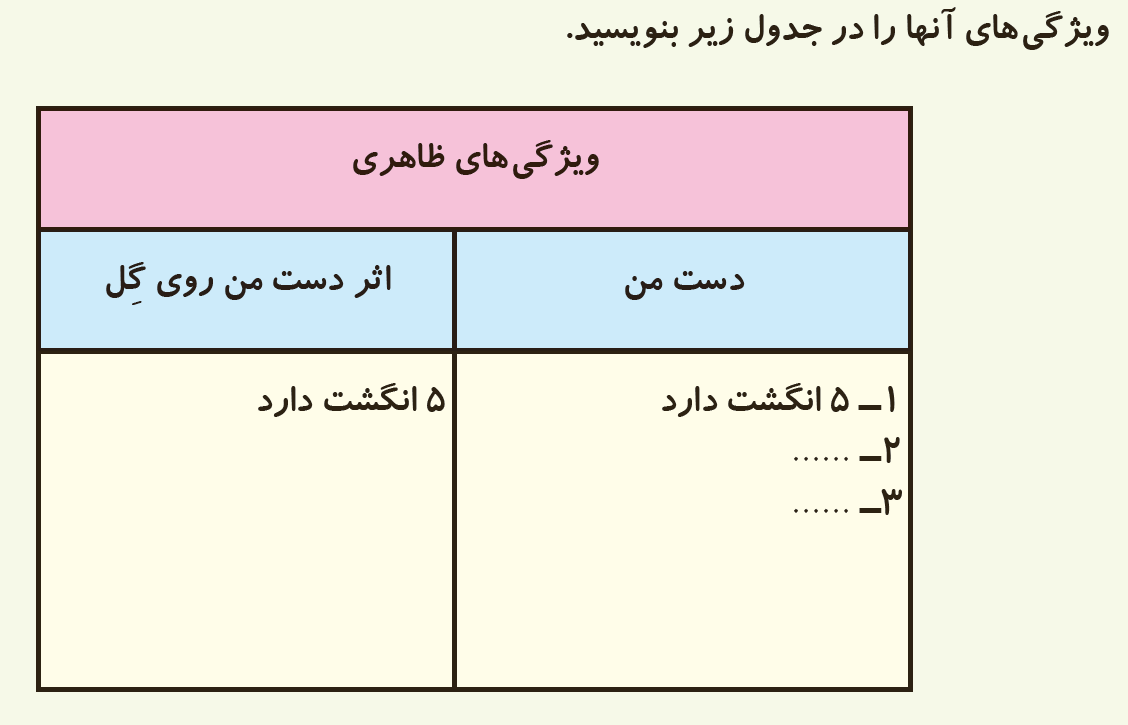 ویژگی‌های آنها را در جدول زیر بنویسید.
ویژگی‌های ظاهری
دست من
اثر دست من روی گِل
۱ــ ۵ انگشت دارد
۲ــ ......
۳ــ ......
۵ انگشت دارد